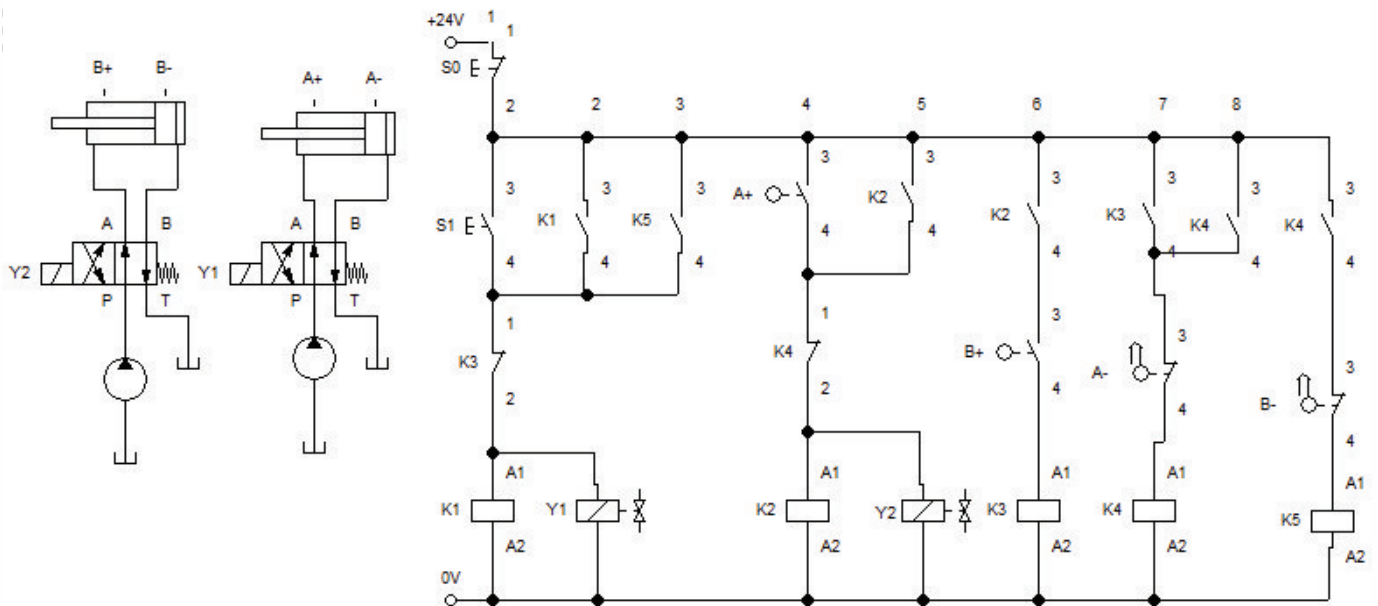 1
+24V 1
S0
B+ B- A+ A-
2 2 3 4 5 6 7 8
3 3 3
A+ K2
3 3 3 3
S1 K1 K5 K2 K3 K4 K4
4 4 4 4 4 4 4 4 4
A B A B
Y2 Y1
P T P T
1 1 3 3
K3 K4 B+ A- 3
2 2 4 4 B-
4
A1 A1 A1 A1 A1
K1 Y1 K2 Y2 K3 K4 K5
A2 A2 A2 A2 A2
0V